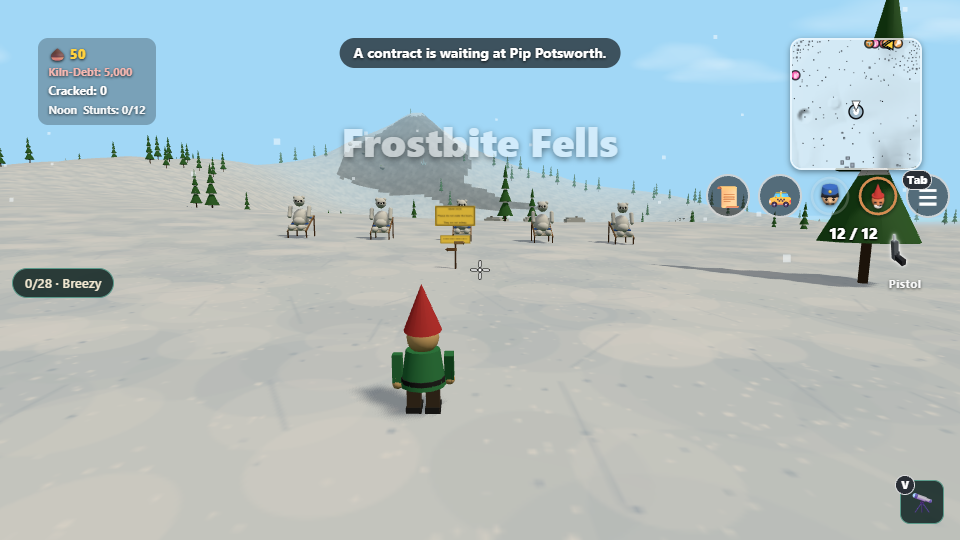 50
Kiln-Debt: 5,000
Cracked: 0
Noon Stunts: 0/12
A contract is waiting at Pip Potsworth.
Frostbite Fells
Tab
12 / 12
Pistol
0/28 · Breezy
V